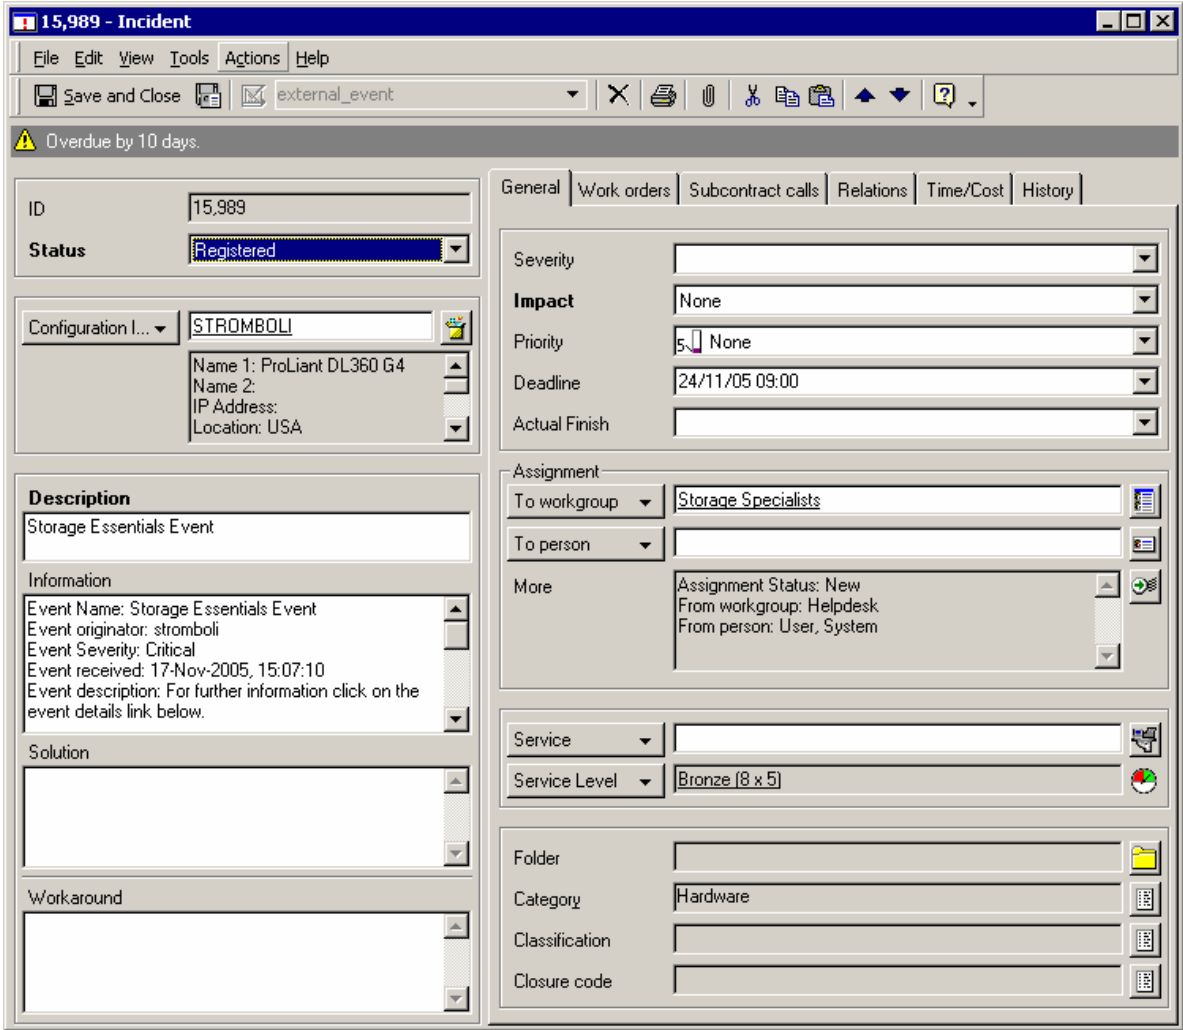 15,989 - Incident
File Edit View Tools Actions Help
Save and Close external_event
Overdue by 10 days.
ID 15,989
Status Registered
Configuration I... STROMBOLI
Name 1: ProLiant DL360 G4
Name 2:
IP Address:
Location: USA
Description
Storage Essentials Event
Information
Event Name: Storage Essentials Event
Event originator: stromboli
Event Severity: Critical
Event received: 17-Nov-2005, 15:07:10
Event description: For further information click on the
event details link below.
Solution
Workaround
General Work orders Subcontract calls Relations Time/Cost History
Severity
Impact None
Priority 5 None
Deadline 24/11/05 09:00
Actual Finish
Assignment
To workgroup Storage Specialists
To person
More Assignment Status: New
From workgroup: Helpdesk
From person: User, System
Service
Service Level Bronze (8 x 5)
Folder
Category Hardware
Classification
Closure code